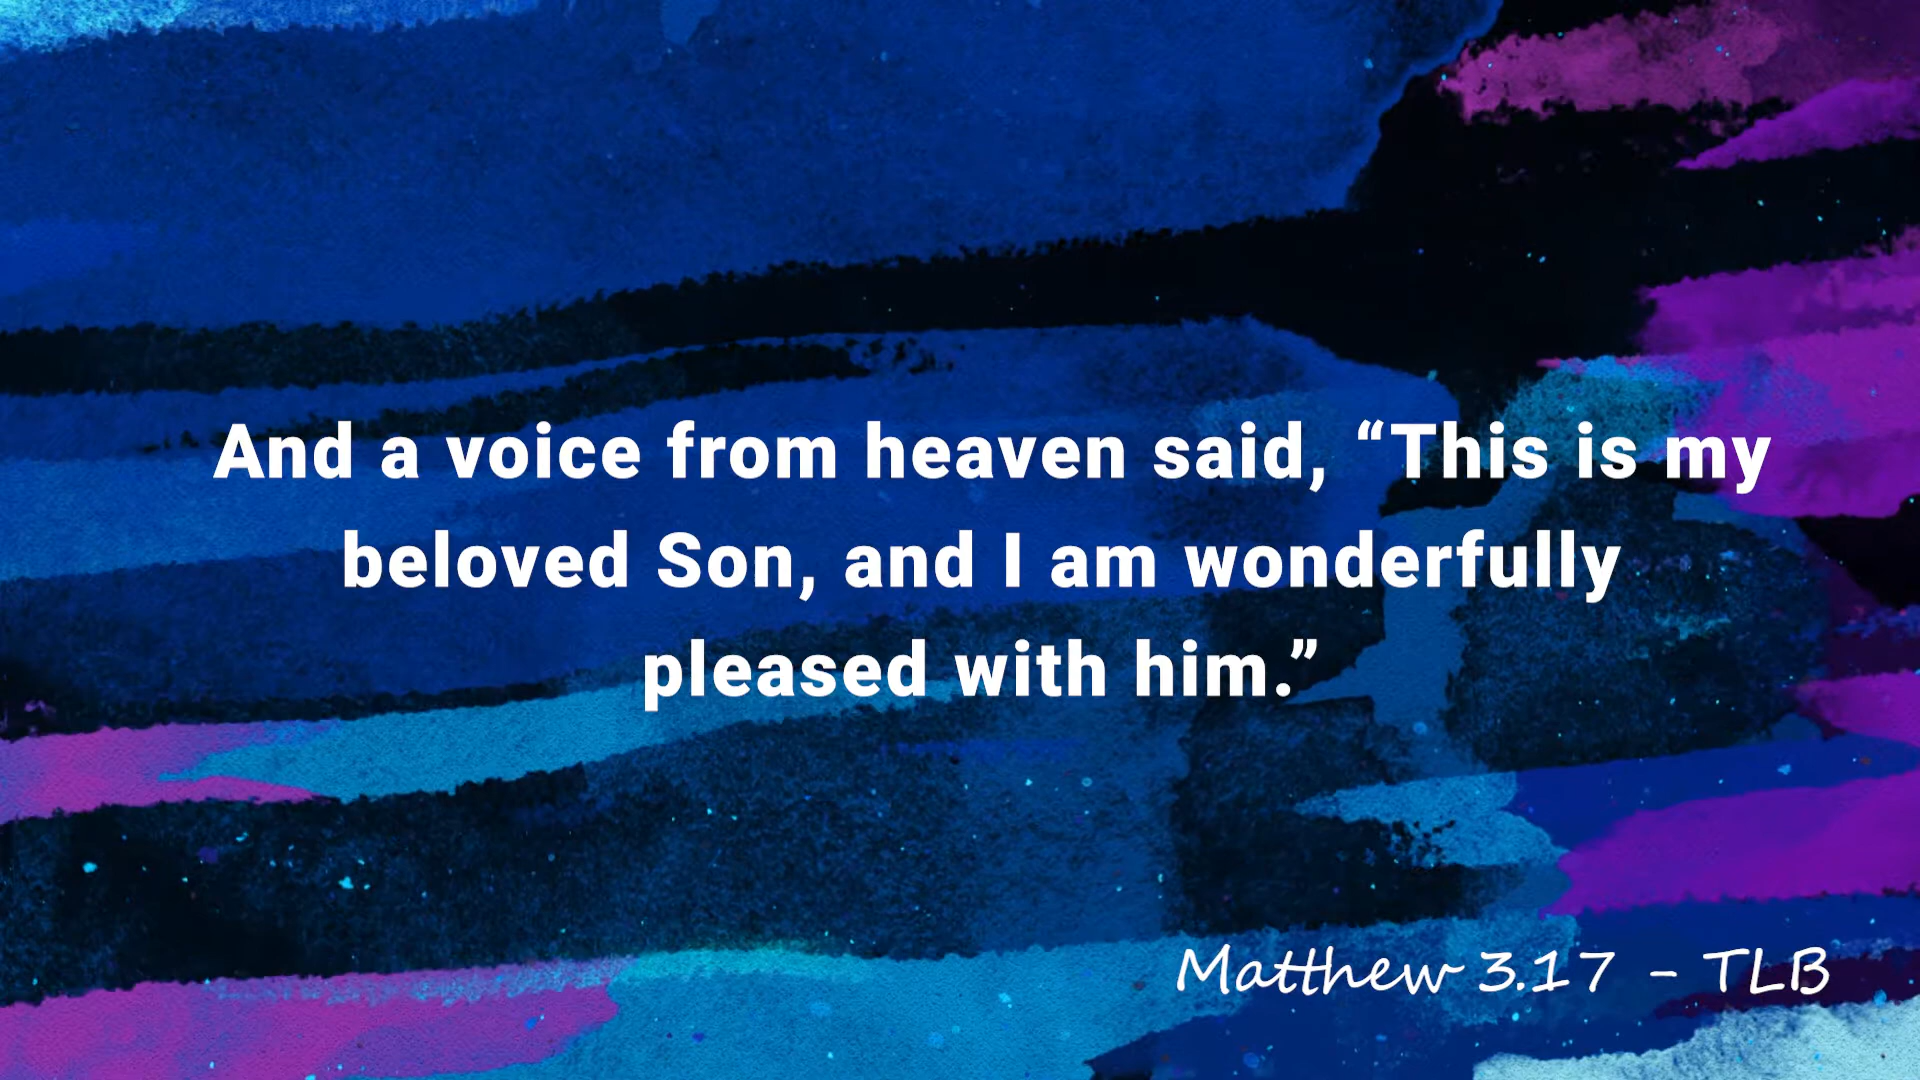 And a voice from heaven said, “This is my
beloved Son, and I am wonderfully
pleased with him.”
Matthew 3.17 - TLB